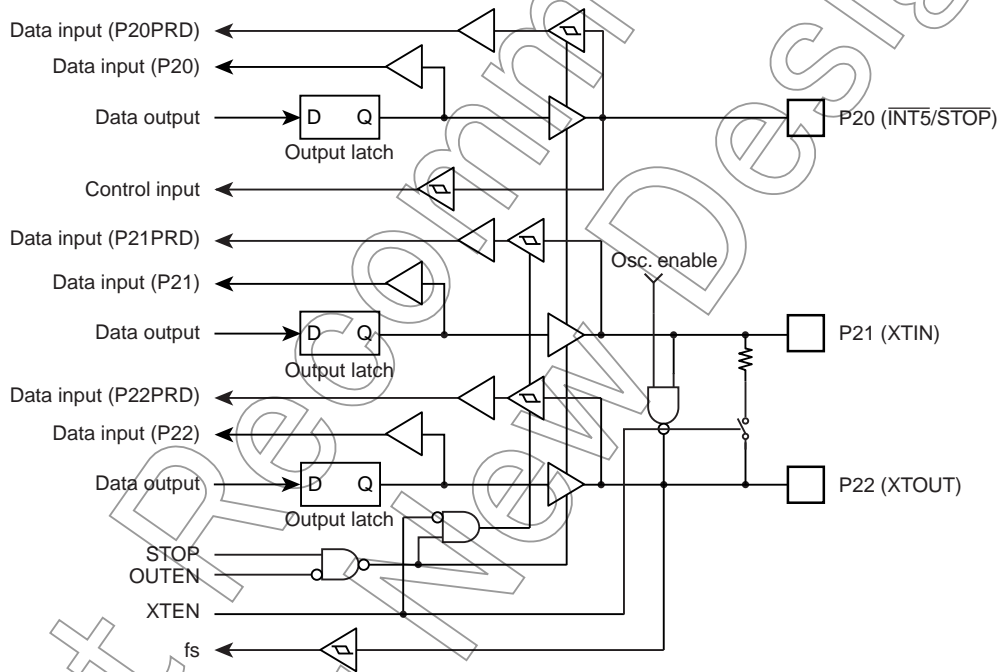 Data input (P20PRD)
Data input (P20)
Data output
D Q
Output latch
P20 (INT5/STOP)
Control input
Data input (P21PRD)
Osc. enable
Data input (P21)
Data output
D Q
Output latch
P21 (XTIN)
Data input (P22PRD)
Data input (P22)
Data output
D Q
Output latch
P22 (XTOUT)
STOP
OUTEN
XTEN
fs